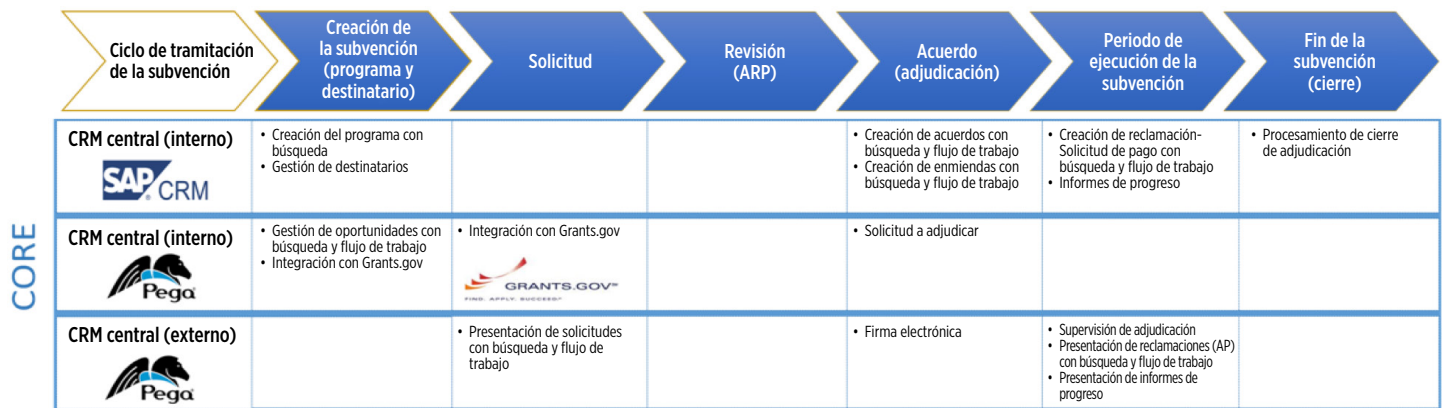 Ciclo de tramitación
de la subvención
Creación de
la subvención
(programa y
destinatario)
Solicitud
Revisión
(ARP)
Acuerdo
(adjudicación)
Periodo de
ejecución de la
subvención
Fin de la
subvención
(cierre)
CORE
CRM central (interno)
SAP CRM
• Creación del programa con
búsqueda
• Gestión de destinatarios
• Creación de acuerdos con
búsqueda y flujo de trabajo
• Creación de enmiendas con
búsqueda y flujo de trabajo
• Creación de reclamación-
Solicitud de pago con
búsqueda y flujo de trabajo
• Informes de progreso
• Procesamiento de cierre
de adjudicación
CRM central (interno)
Pega
• Gestión de oportunidades con
búsqueda y flujo de trabajo
• Integración con Grants.gov
• Integración con Grants.gov
GRANTS.GOV℠
FIND. APPLY. SUCCEED.℠
• Solicitud a adjudicar
CRM central (externo)
Pega
• Presentación de solicitudes
con búsqueda y flujo de
trabajo
• Firma electrónica
• Supervisión de adjudicación
• Presentación de reclamaciones (AP)
con búsqueda y flujo de trabajo
• Presentación de informes de
progreso